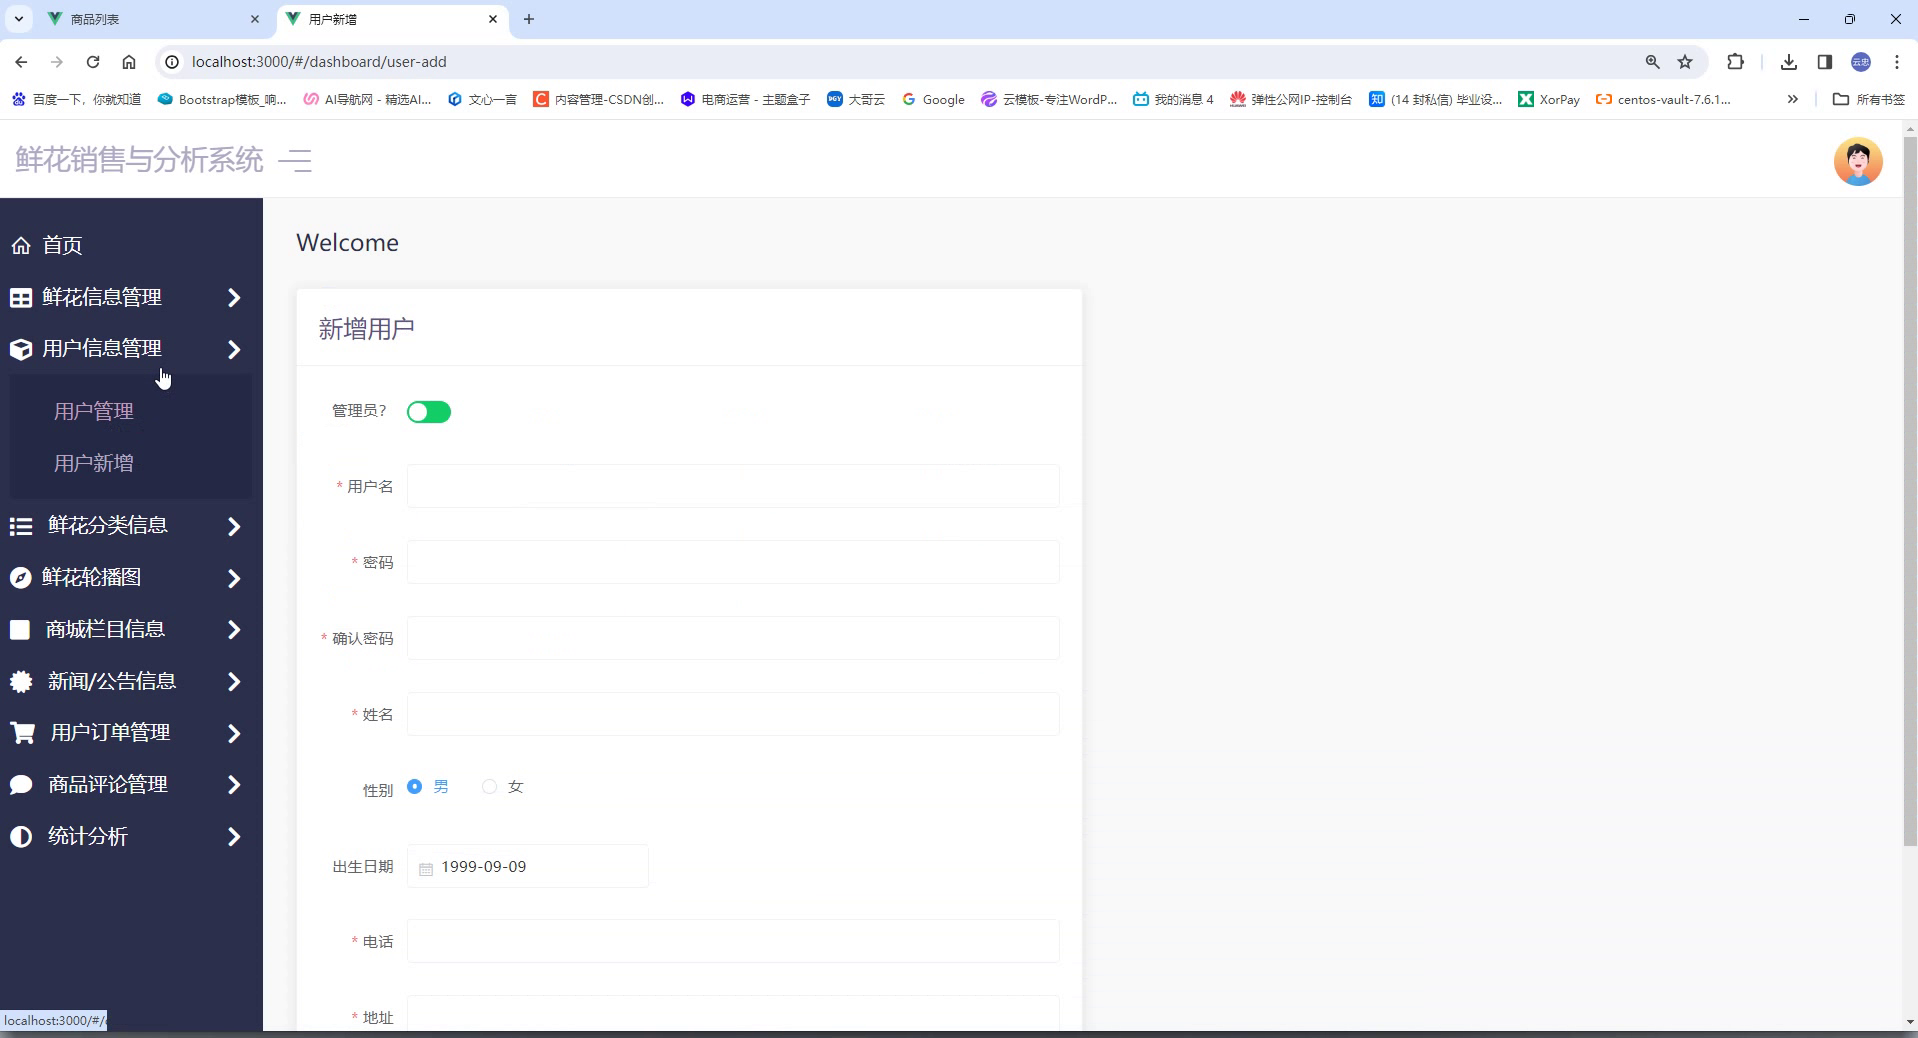 商品列表
用户新增
localhost:3000/#/dashboard/user-add
云忠
百度一下，你就知道
Bootstrap模板_响...
AI导航网 - 精选AI...
文心一言
内容管理-CSDN创...
电商运营 - 主题盒子
大哥云
Google
云模板-专注WordP...
我的消息 4
弹性公网IP-控制台
知
(14 封私信) 毕业设...
XorPay
centos-vault-7.6.1...
所有书签
鲜花销售与分析系统
首页
鲜花信息管理
用户信息管理
用户管理
用户新增
鲜花分类信息
鲜花轮播图
商城栏目信息
新闻/公告信息
用户订单管理
商品评论管理
统计分析
Welcome
新增用户
管理员?
* 用户名
* 密码
* 确认密码
* 姓名
性别 男 女
出生日期 1999-09-09
* 电话
* 地址
localhost:3000/#/